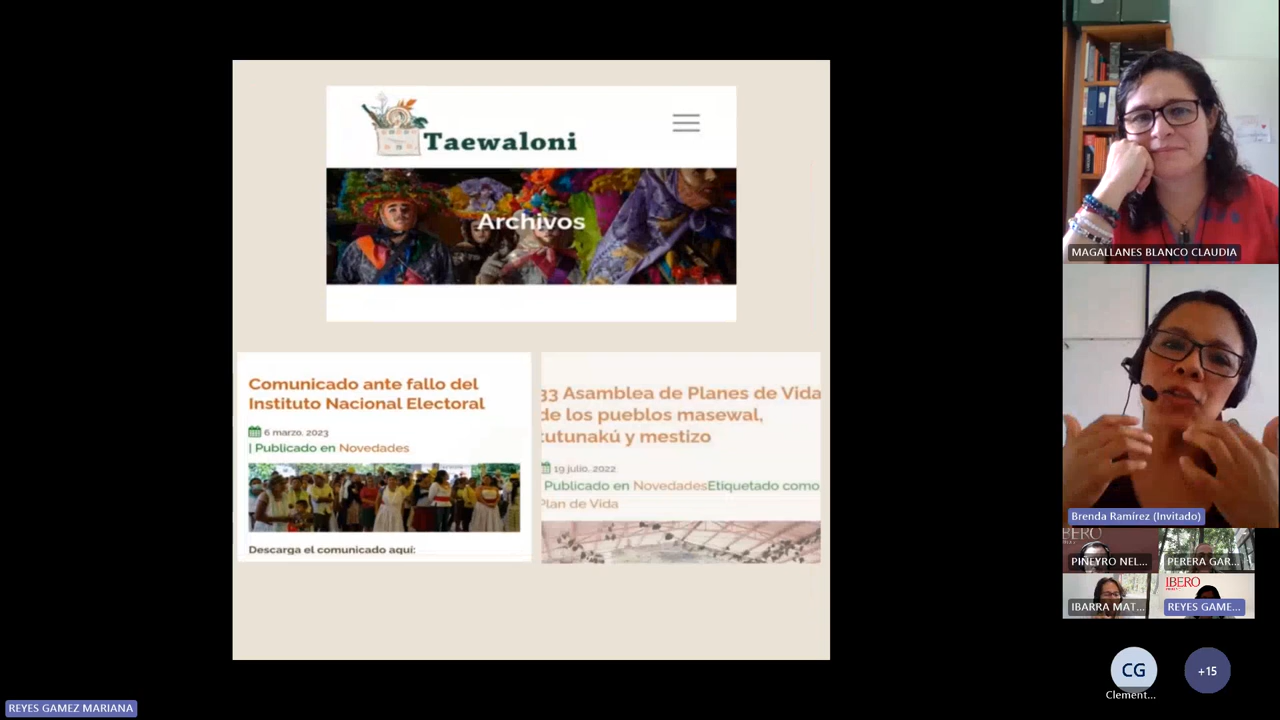 Taewaloni
Archivos
Comunicado ante fallo del
Instituto Nacional Electoral
6 marzo, 2023
| Publicado en Novedades
Descarga el comunicado aquí:
33 Asamblea de Planes de Vida
de los pueblos masewal,
tutunakú y mestizo
19 julio, 2022
Publicado en NovedadesEtiquetado como
Plan de Vida
MAGALLANES BLANCO CLAUDIA
Brenda Ramírez (Invitado)
IBERO
PIÑEYRO NEL...
PERERA GAR...
IBARRA MAT...
IBERO
REYES GAME...
CG
Clement...
+15
REYES GAMEZ MARIANA